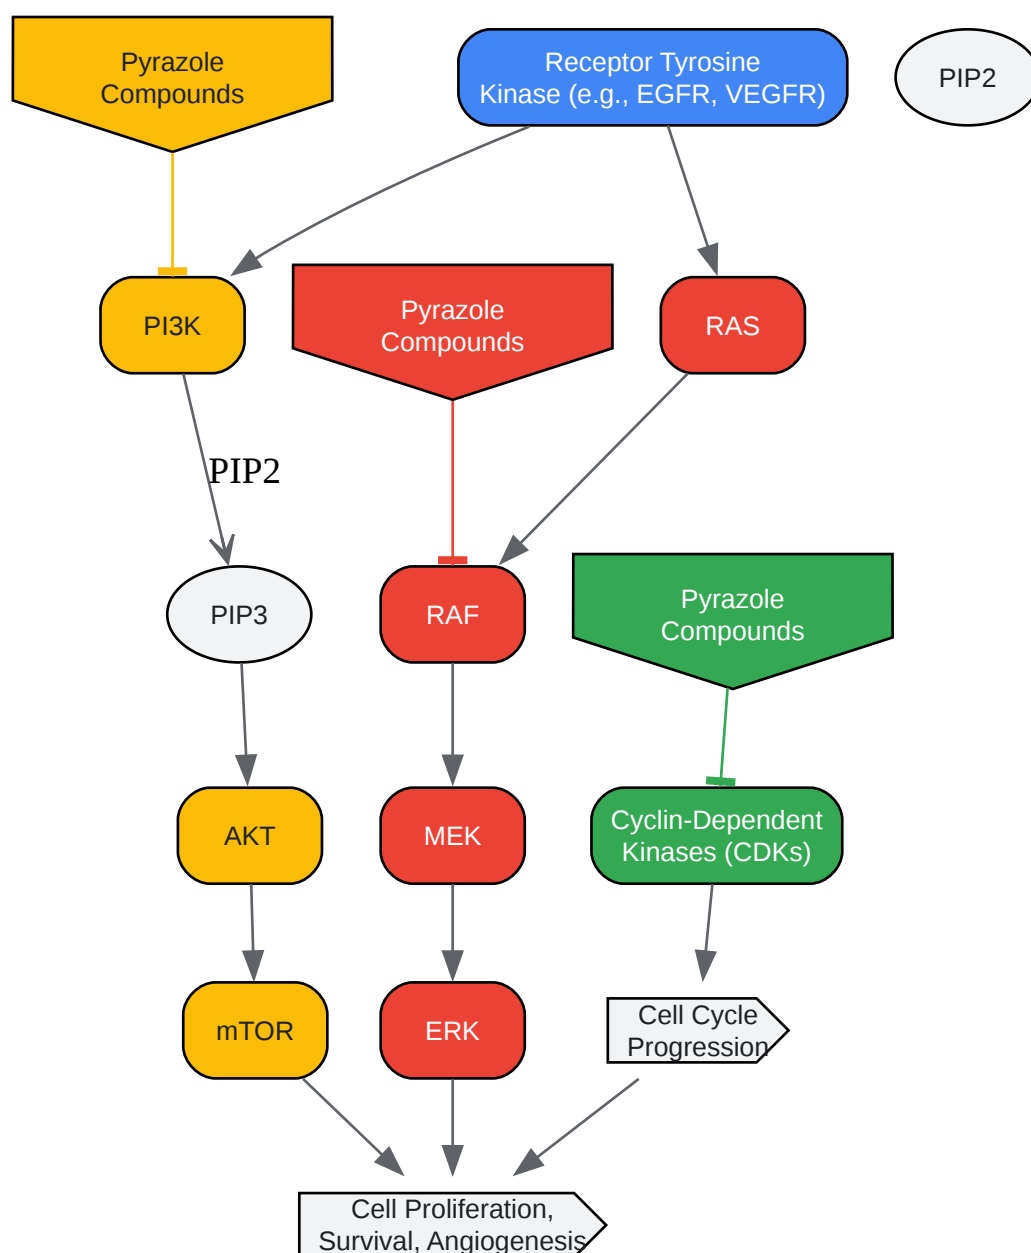 Pyrazole
Compounds
Receptor Tyrosine
Kinase (e.g., EGFR, VEGFR)
PIP2
PI3K
Pyrazole
Compounds
RAS
PIP2
PIP3
RAF
Pyrazole
Compounds
AKT
MEK
Cyclin-Dependent
Kinases (CDKs)
mTOR
ERK
Cell Cycle
Progression
Cell Proliferation,
Survival, Angiogenesis